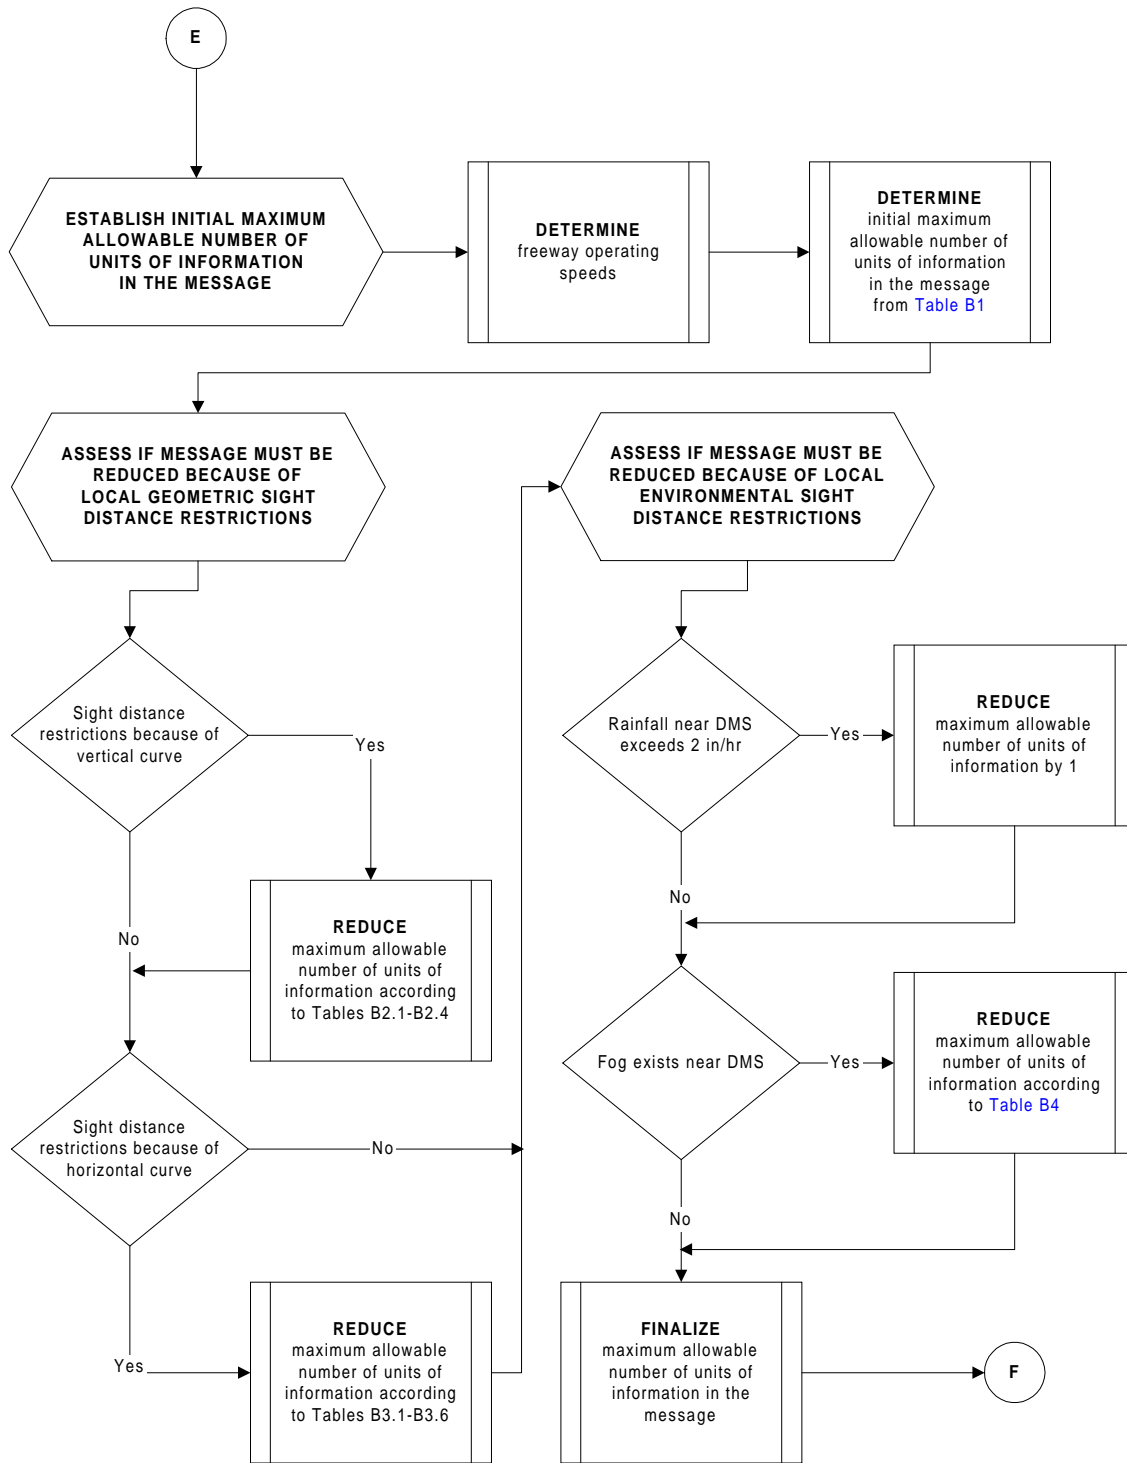 E
ESTABLISH INITIAL MAXIMUM
ALLOWABLE NUMBER OF
UNITS OF INFORMATION
IN THE MESSAGE
DETERMINE
freeway operating
speeds
DETERMINE
initial maximum
allowable number of
units of information
in the message
from Table B1
ASSESS IF MESSAGE MUST BE
REDUCED BECAUSE OF
LOCAL GEOMETRIC SIGHT
DISTANCE RESTRICTIONS
Sight distance
restrictions because of
vertical curve
Yes
No
REDUCE
maximum allowable
number of units of
information according
to Tables B2.1-B2.4
Sight distance
restrictions because of
horizontal curve
No
Yes
REDUCE
maximum allowable
number of units of
information according
to Tables B3.1-B3.6
ASSESS IF MESSAGE MUST BE
REDUCED BECAUSE OF LOCAL
ENVIRONMENTAL SIGHT
DISTANCE RESTRICTIONS
Rainfall near DMS
exceeds 2 in/hr
Yes
REDUCE
maximum allowable
number of units of
information by 1
No
Fog exists near DMS
Yes
REDUCE
maximum allowable
number of units of
information according
to Table B4
No
FINALIZE
maximum allowable
number of units of
information in the
message
F